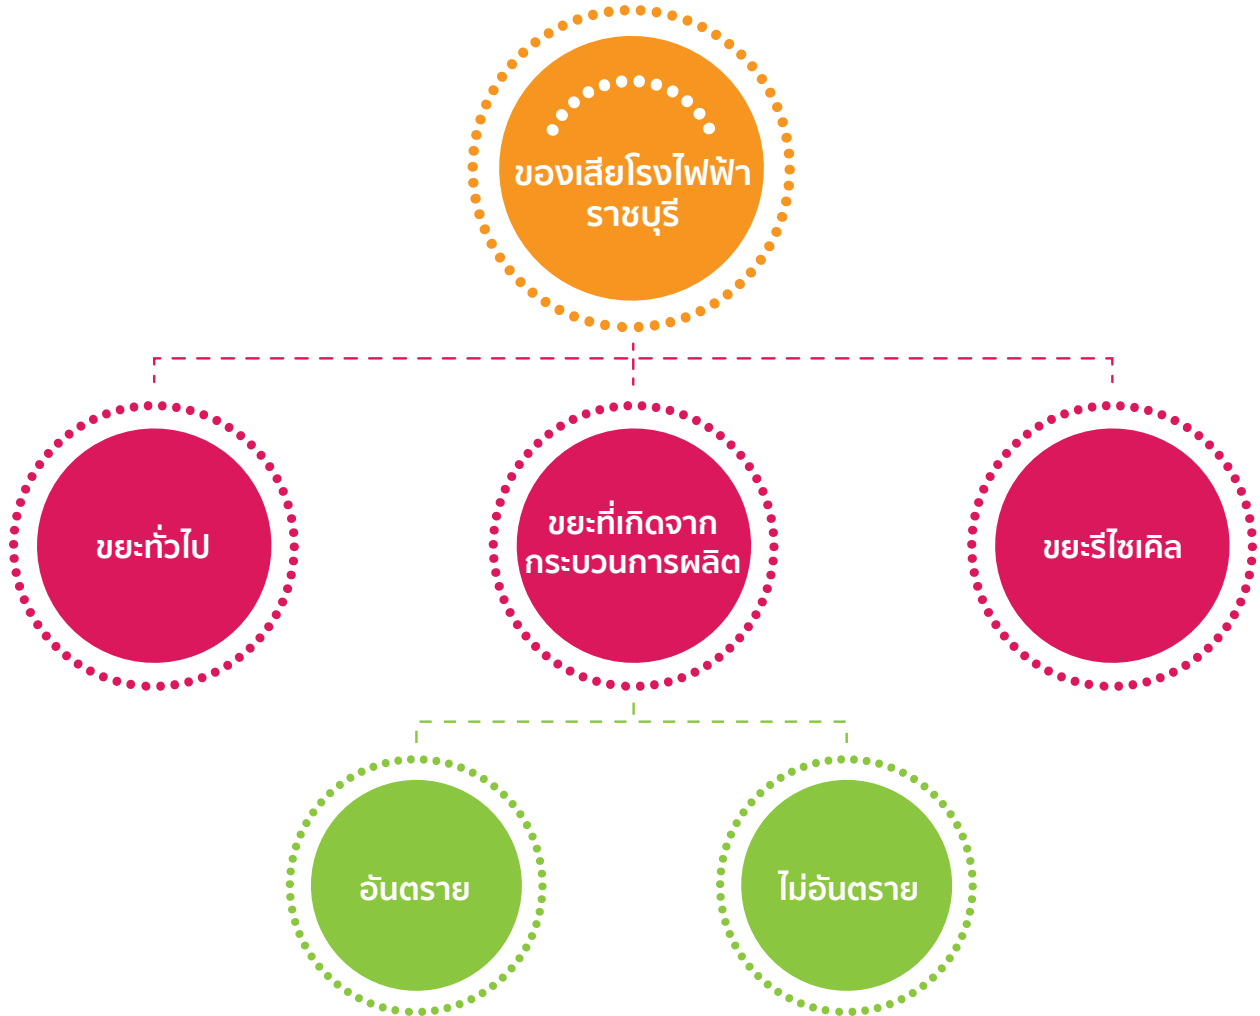 ของเสียโรงไฟฟ้า
ราชบุรี
ขยะทั่วไป
ขยะที่เกิดจาก
กระบวนการผลิต
ขยะรีไซเคิล
อันตราย
ไม่อันตราย